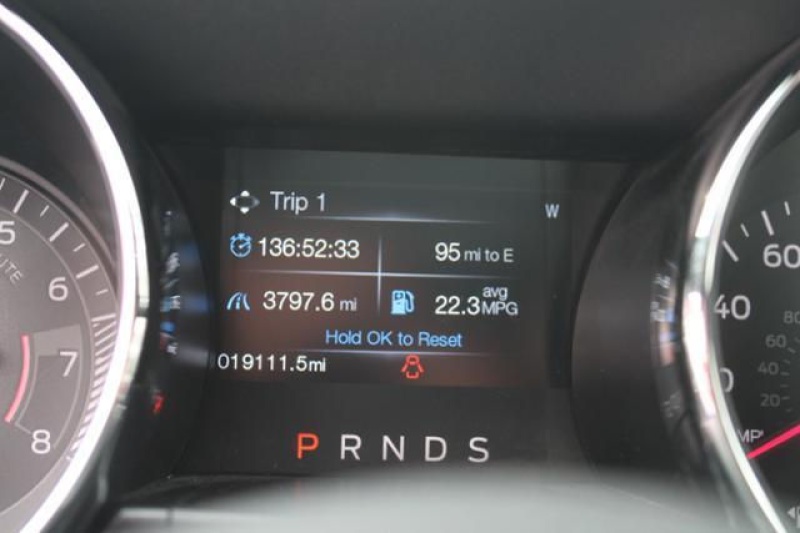 Trip 1
W
136:52:33
95 mi to E
3797.6 mi
22.3 avg MPG
Hold OK to Reset
019111.5mi
P R N D S
5
6
7
8
60
40
80
60
40
20